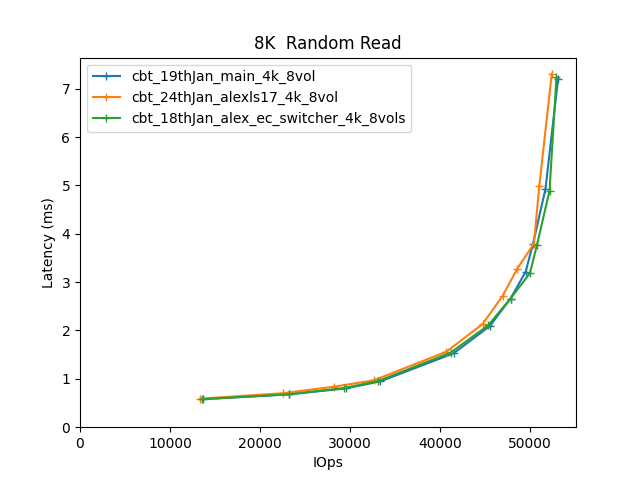 8K  Random Read
cbt_19thJan_main_4k_8vol
cbt_24thJan_alexls17_4k_8vol
cbt_18thJan_alex_ec_switcher_4k_8vols
Latency (ms)
7
6
5
4
3
2
1
0
0 10000 20000 30000 40000 50000
IOps